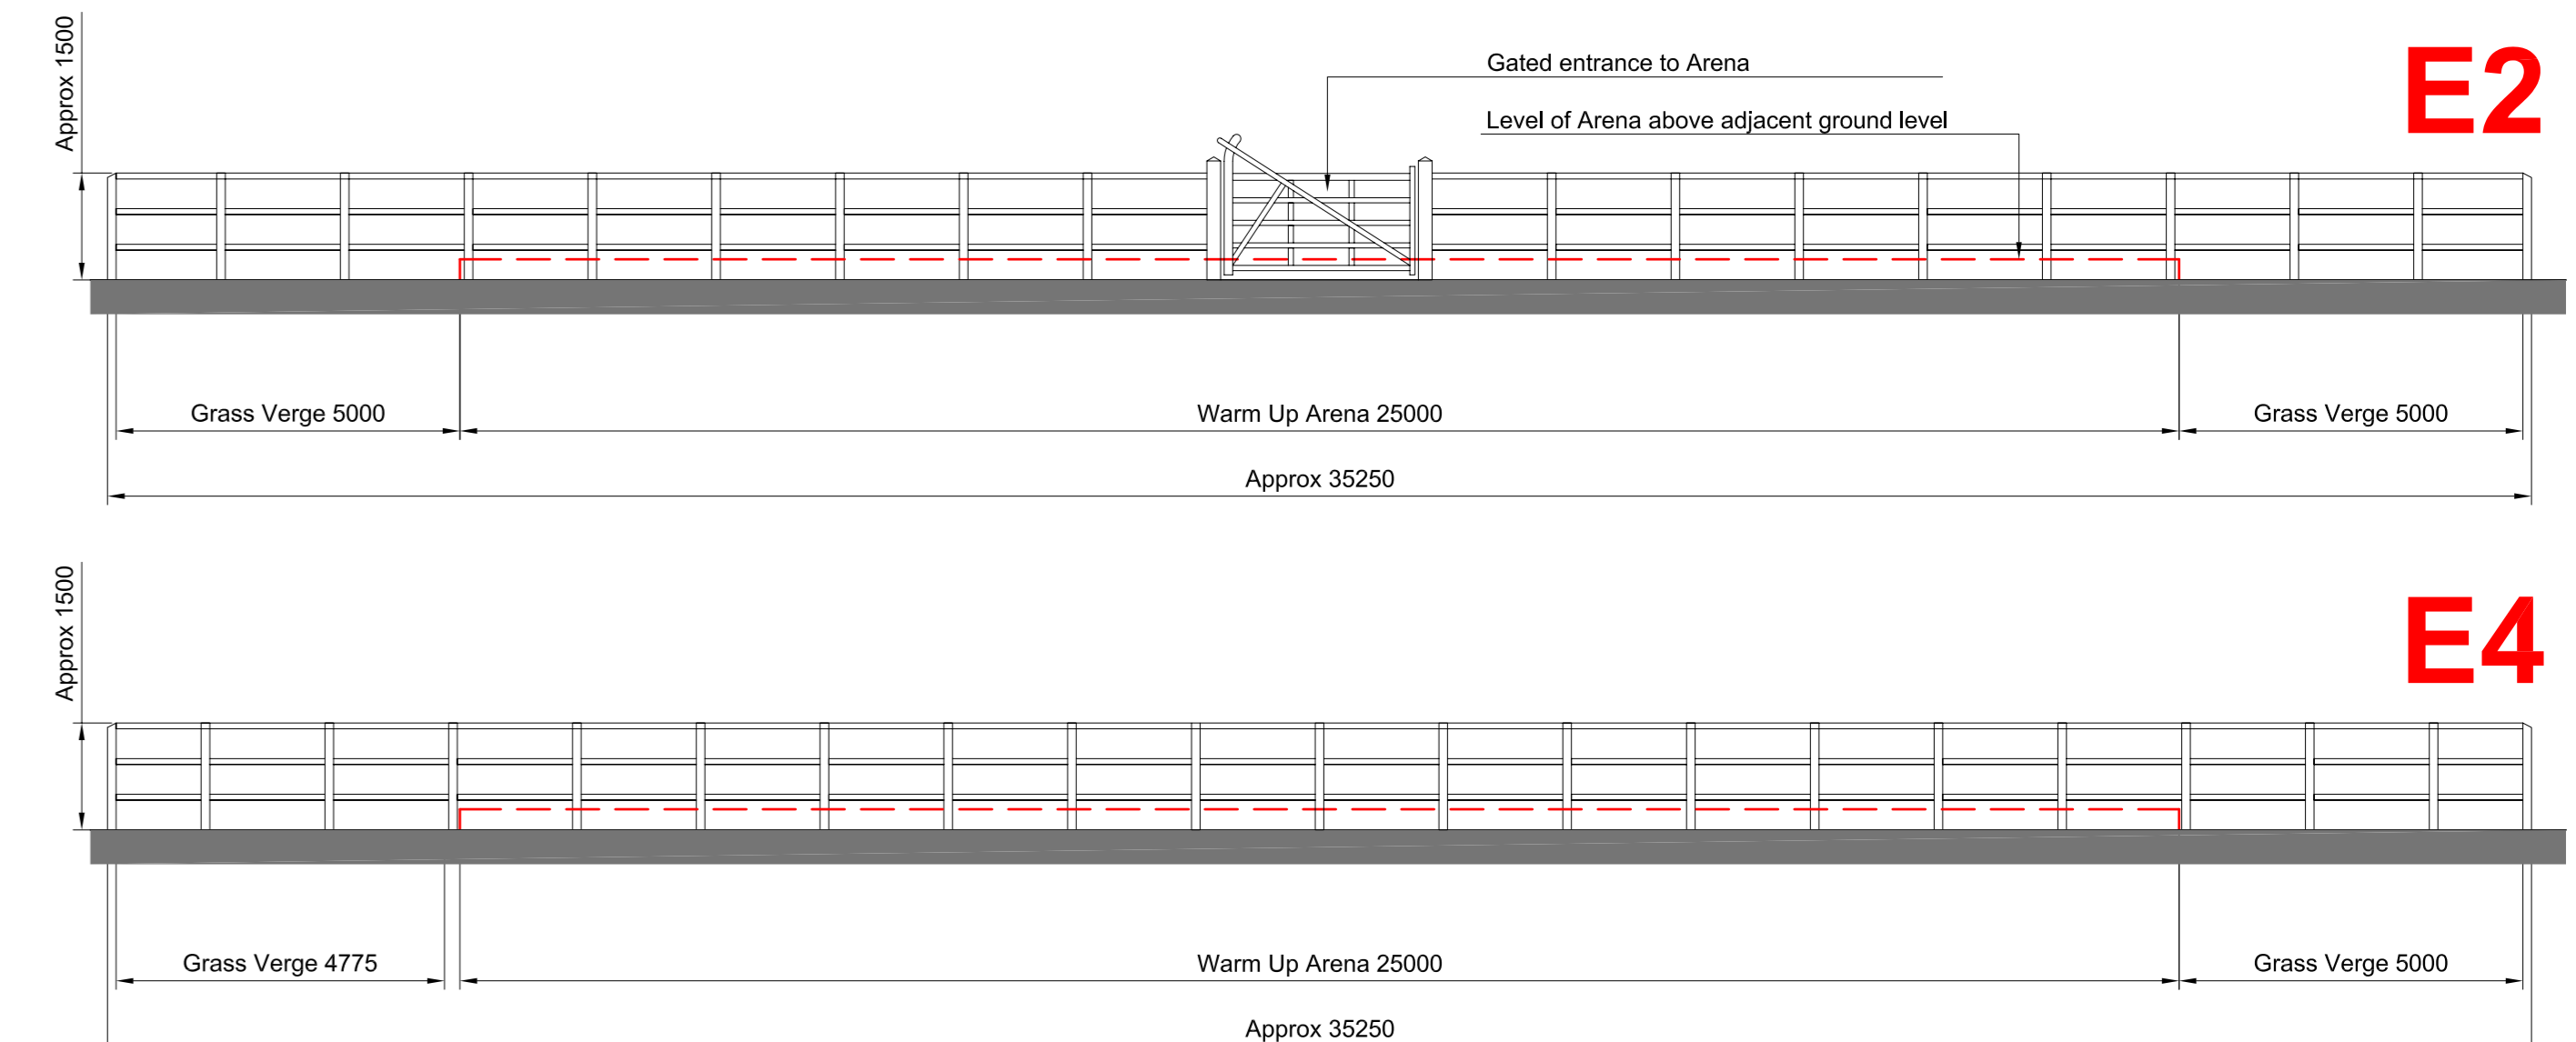 Approx 1500
Gated entrance to Arena
E2
Level of Arena above adjacent ground level
Grass Verge 5000
Warm Up Arena 25000
Grass Verge 5000
Approx 35250
Approx 1500
E4
Grass Verge 4775
Warm Up Arena 25000
Grass Verge 5000
Approx 35250